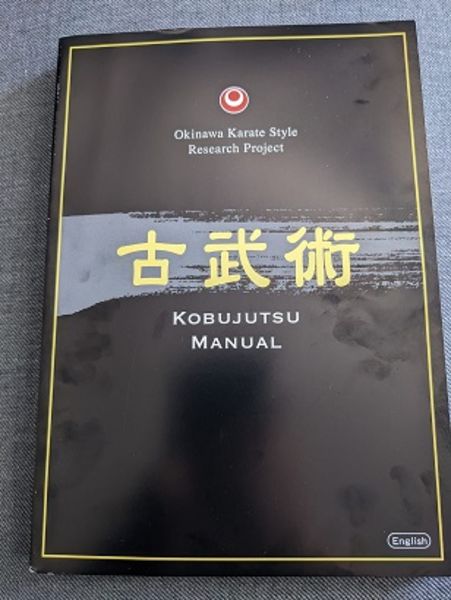 Okinawa Karate Style
Research Project
古武術
KOBUJUTSU
MANUAL
English